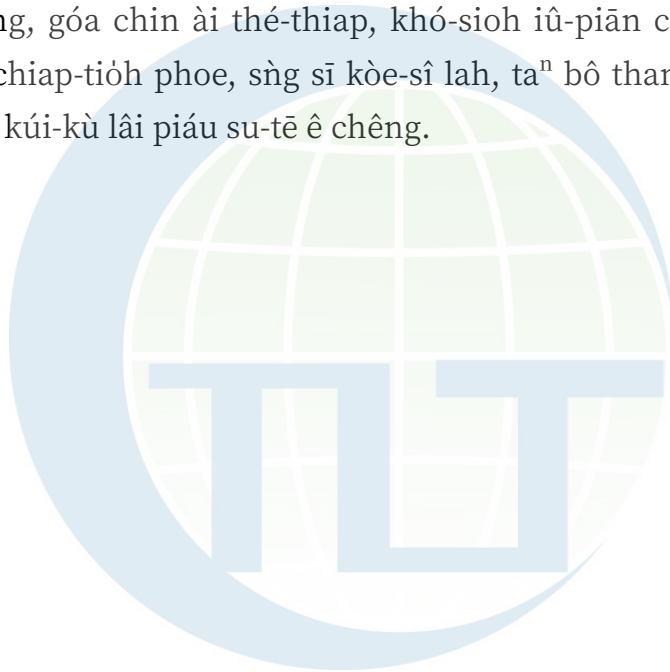 ng, góa chin ài thé-thiap, khó-sioh iû-piān c
chiap-tio̍h phoe, sǹg sī kòe-sî lah, taⁿ bô than
kúi-kù lâi piáu su-tē ê chêng.
TLT